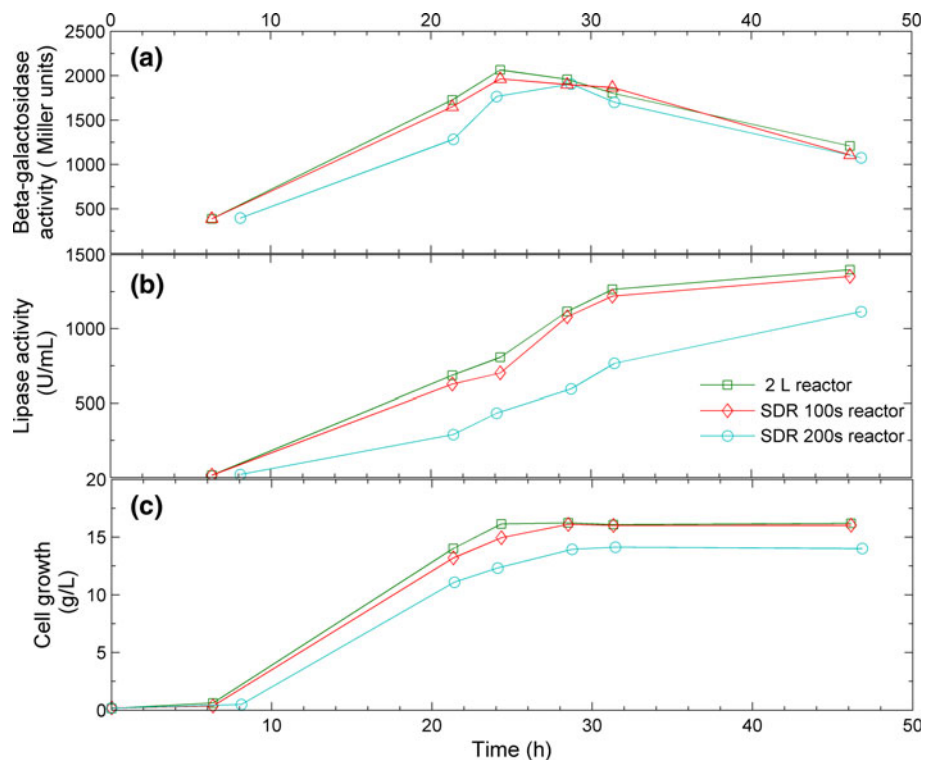 0 10 20 30 40 50
2500
2000
1500
1000
500
1500
Beta-galactosidase
activity ( Miller units)
(a)
1000
500
20
Lipase activity
(U/mL)
(b)
2 L reactor
SDR 100s reactor
SDR 200s reactor
15
10
5
0
Cell growth
(g/L)
(c)
0 10 20 30 40 50
Time (h)